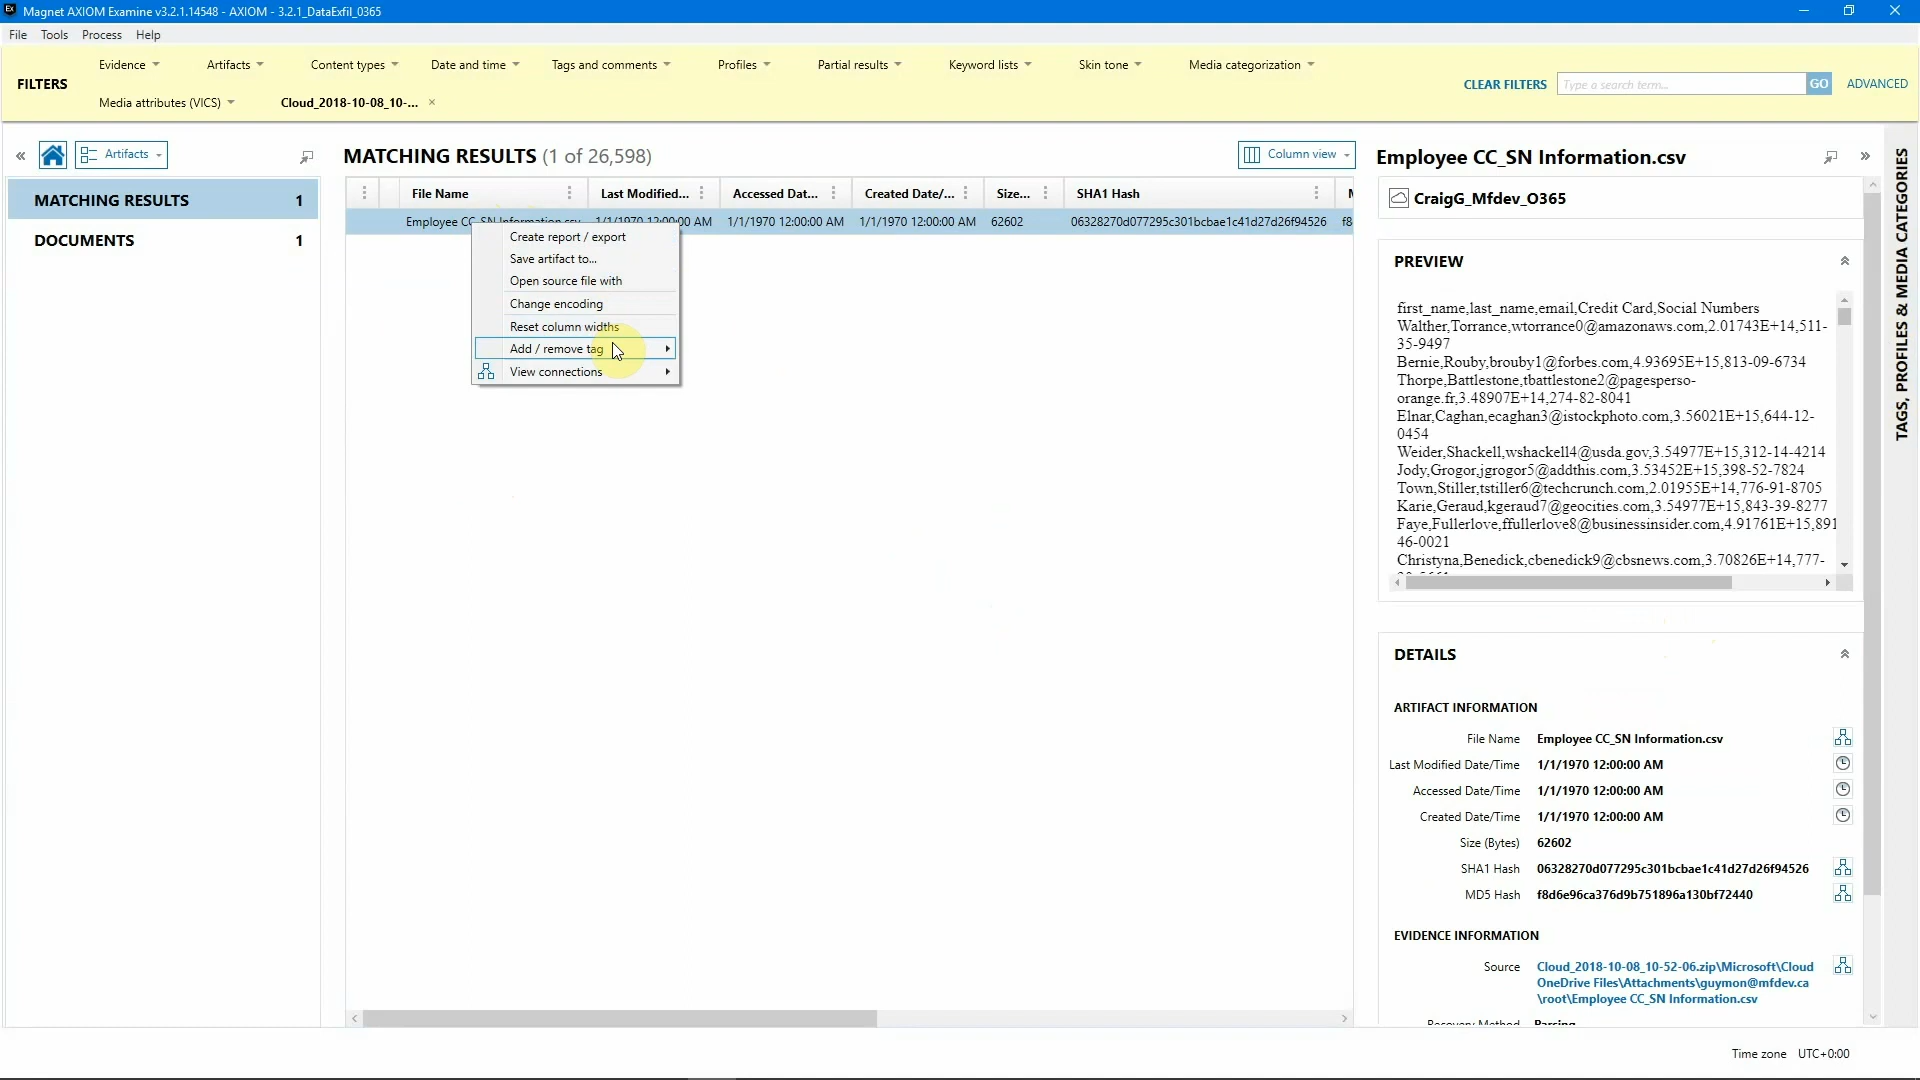 Magnet AXIOM Examine v3.2.1.14548 - AXIOM - 3.2.1_DataExfil_0365
File Tools Process Help
FILTERS
Evidence Artifacts Content types Date and time Tags and comments Profiles Partial results Keyword lists Skin tone Media categorization
Media attributes (VICS) Cloud_2018-10-08_10-... ×
CLEAR FILTERS Type a search term... GO ADVANCED
Artifacts
MATCHING RESULTS 1
DOCUMENTS 1
MATCHING RESULTS (1 of 26,598)
Column view
File Name Last Modified... Accessed Dat... Created Date/... Size... SHA1 Hash
Employee CC_SN Information.csv 1/1/1970 12:00:00 AM 1/1/1970 12:00:00 AM 1/1/1970 12:00:00 AM 62602 06328270d077295c301bcbae1c41d27d26f94526 f8
Create report / export
Save artifact to...
Open source file with
Change encoding
Reset column widths
Add / remove tag
View connections
Employee CC_SN Information.csv
CraigG_Mfdev_O365
PREVIEW
first_name,last_name,email,Credit Card,Social Numbers
Walther,Torrance,wtorrance0@amazonaws.com,2.01743E+14,511-
35-9497
Bernie,Rouby,brouby1@forbes.com,4.93695E+15,813-09-6734
Thorpe,Battlestone,tbattlestone2@pagesperso-
orange.fr,3.48907E+14,274-82-8041
Elnar,Caghan,ecaghan3@istockphoto.com,3.56021E+15,644-12-
0454
Weider,Shackell,wshackell4@usda.gov,3.54977E+15,312-14-4214
Jody,Grogor,jgrogor5@addthis.com,3.53452E+15,398-52-7824
Town,Stiller,tstiller6@techcrunch.com,2.01955E+14,776-91-8705
Karie,Geraud,kgeraud7@geocities.com,3.54977E+15,843-39-8277
Faye,Fullerlove,ffullerlove8@businessinsider.com,4.91761E+15,891
46-0021
Christyna,Benedick,cbenedick9@cbsnews.com,3.70826E+14,777-
DETAILS
ARTIFACT INFORMATION
File Name Employee CC_SN Information.csv
Last Modified Date/Time 1/1/1970 12:00:00 AM
Accessed Date/Time 1/1/1970 12:00:00 AM
Created Date/Time 1/1/1970 12:00:00 AM
Size (Bytes) 62602
SHA1 Hash 06328270d077295c301bcbae1c41d27d26f94526
MD5 Hash f8d6e96ca376d9b751896a130bf72440
EVIDENCE INFORMATION
Source Cloud_2018-10-08_10-52-06.zip\Microsoft\Cloud
OneDrive Files\Attachments\guymon@mfdev.ca
\root\Employee CC_SN Information.csv
Recovery Method Parsing
TAGS, PROFILES & MEDIA CATEGORIES
Time zone UTC+0:00